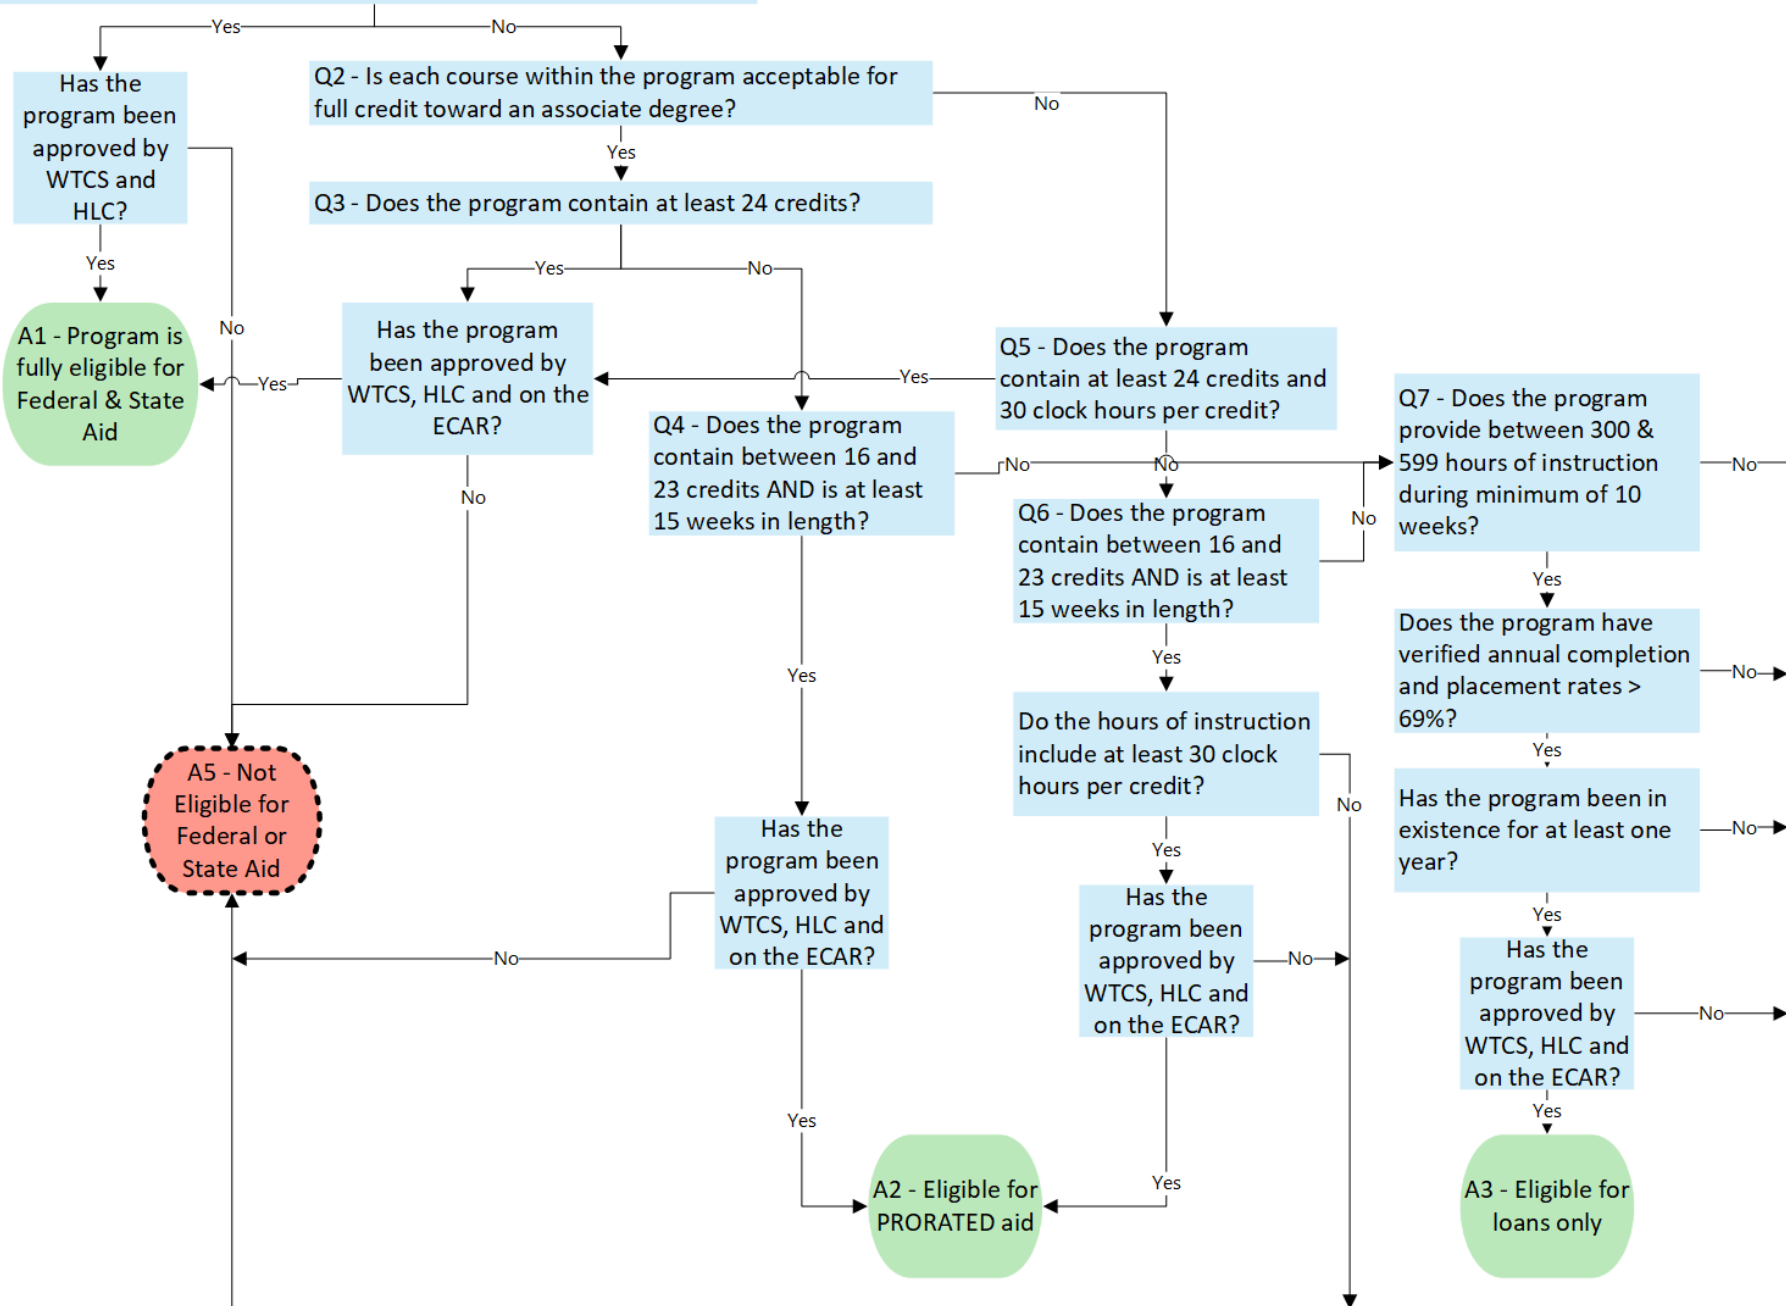 Yes
No
Has the
program been
approved by
WTCS and
HLC?
Q2 - Is each course within the program acceptable for
full credit toward an associate degree?
No
Yes
Q3 - Does the program contain at least 24 credits?
Yes
No
Yes
No
A1 - Program is
fully eligible for
Federal & State
Aid
Yes
Has the program
been approved by
WTCS, HLC and on the
ECAR?
No
Yes
Q5 - Does the program
contain at least 24 credits and
30 clock hours per credit?
Q4 - Does the program
contain between 16 and
23 credits AND is at least
15 weeks in length?
No
No
Q7 - Does the program
provide between 300 &
599 hours of instruction
during minimum of 10
weeks?
No
Q6 - Does the program
contain between 16 and
23 credits AND is at least
15 weeks in length?
No
Yes
Does the program have
verified annual completion
and placement rates >
69%?
No
Yes
Yes
Do the hours of instruction
include at least 30 clock
hours per credit?
No
Yes
Has the program been in
existence for at least one
year?
No
A5 - Not
Eligible for
Federal or
State Aid
Has the
program been
approved by
WTCS, HLC and
on the ECAR?
No
Yes
Has the
program been
approved by
WTCS, HLC and
on the ECAR?
No
Yes
Has the
program been
approved by
WTCS, HLC and
on the ECAR?
No
Yes
Yes
Yes
A2 - Eligible for
PRORATED aid
A3 - Eligible for
loans only